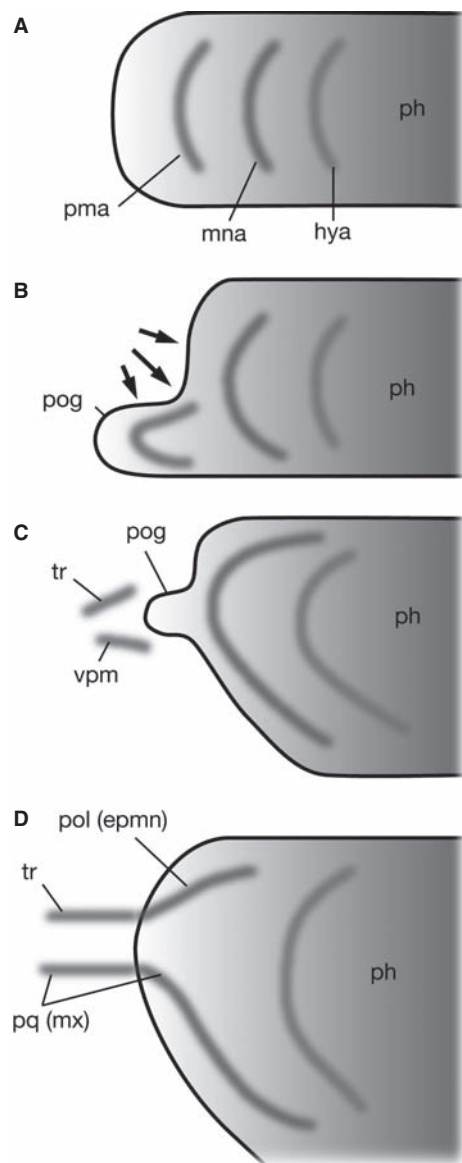 A
ph
pma
mna
hya
B
pog
ph
C
pog
tr
ph
vpm
D
pol (epmn)
tr
ph
pq (mx)